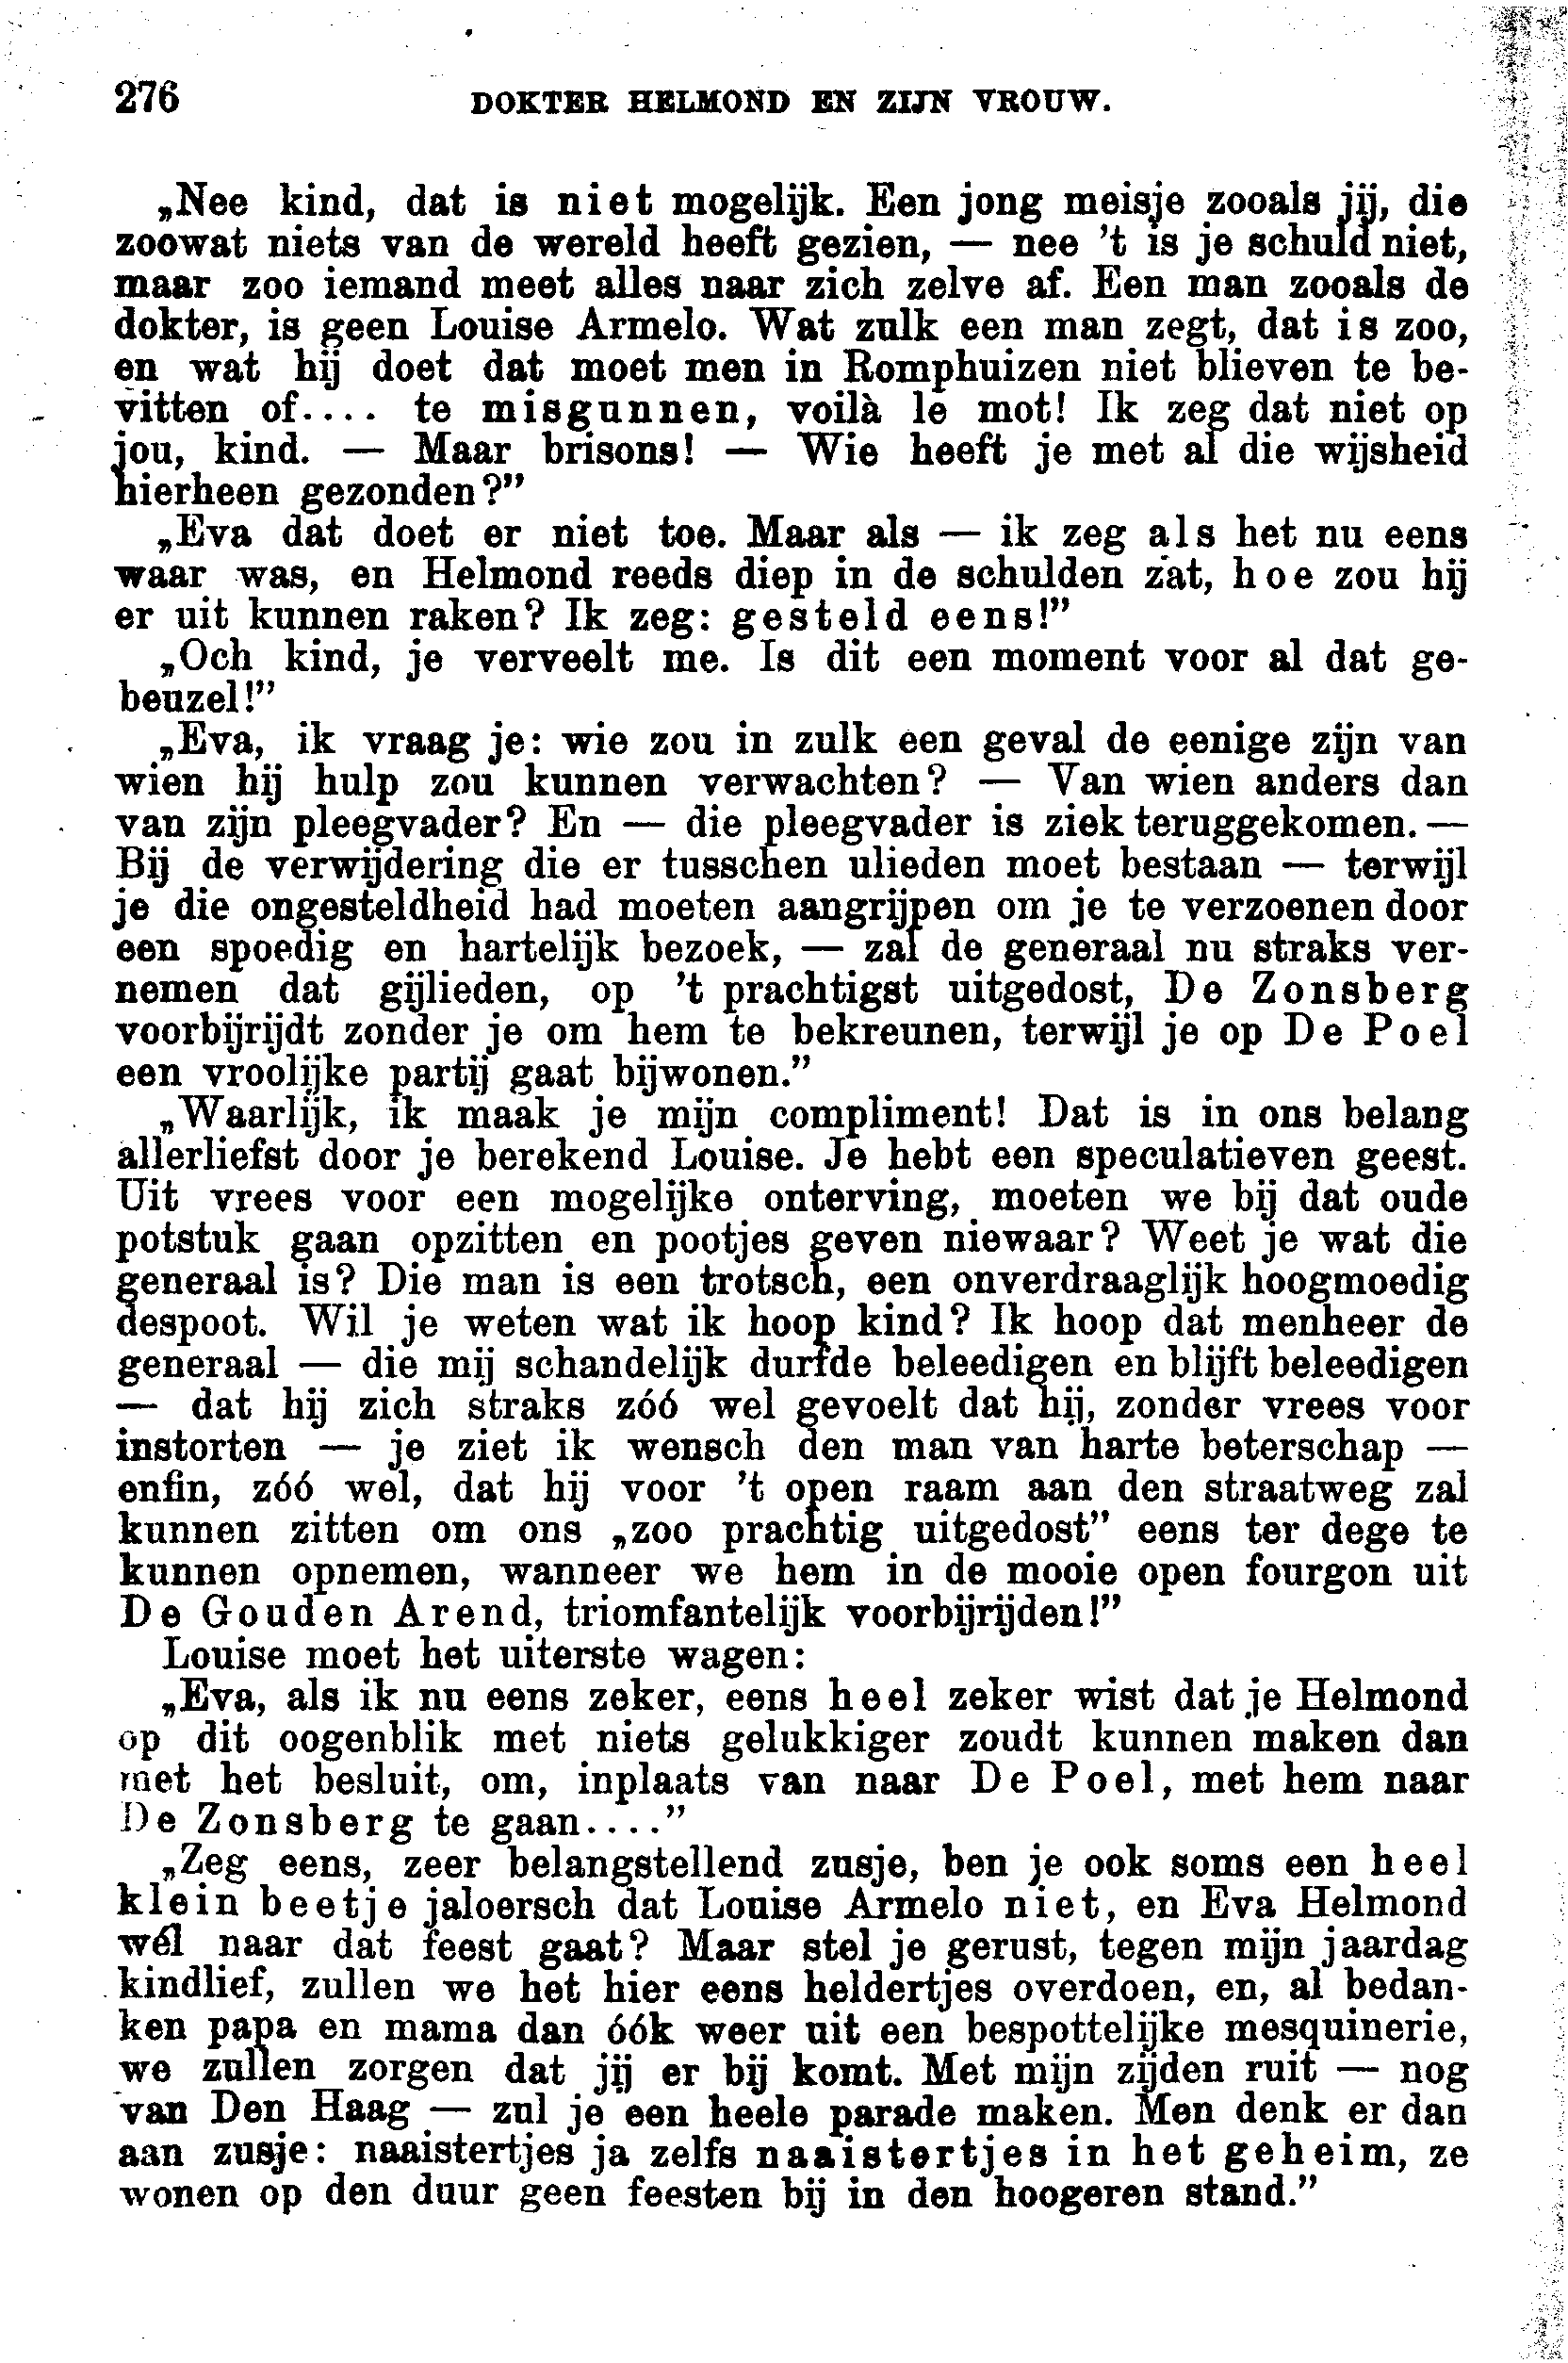 276 DOKTER HELMOND EN ZIJN VROUW.
„Nee kind, dat is niet mogelijk. Een jong meisje zooals jij, die
zoowat niets van de wereld heeft gezien, — nee 't is je schuld niet,
maar zoo iemand meet alles naar zich zelve af. Een man zooals de
dokter, is geen Louise Armelo. Wat zulk een man zegt, dat is zoo,
en wat hij doet dat moet men in Romphuizen niet blieven te be-
vitten of.... te misgunnen, voilà le mot! Ik zeg dat niet op
jou, kind. — Maar brisons! — Wie heeft je met al die wijsheid
hierheen gezonden?”
„Eva dat doet er niet toe. Maar als — ik zeg als het nu eens
waar was, en Helmond reeds diep in de schulden zat, hoe zou hij
er uit kunnen raken? Ik zeg: gesteld eens!”
„Och kind, je verveelt me. Is dit een moment voor al dat ge-
beuzel!”
„Eva, ik vraag je: wie zou in zulk een geval de eenige zijn van
wien hij hulp zou kunnen verwachten? — Van wien anders dan
van zijn pleegvader? En — die pleegvader is ziek teruggekomen. —
Bij de verwijdering die er tusschen ulieden moet bestaan — terwijl
je die ongesteldheid had moeten aangrijpen om je te verzoenen door
een spoedig en hartelijk bezoek, — zal de generaal nu straks ver-
nemen dat gijlieden, op 't prachtigst uitgedost, De Zonsberg
voorbijrijdt zonder je om hem te bekreunen, terwijl je op De Poel
een vroolijke partij gaat bijwonen.”
„Waarlijk, ik maak je mijn compliment! Dat is in ons belang
allerliefst door je berekend Louise. Je hebt een speculatieven geest.
Uit vrees voor een mogelijke onterving, moeten we bij dat oude
potstuk gaan opzitten en pootjes geven niewaar? Weet je wat die
generaal is? Die man is een trotsch, een onverdraaglijk hoogmoedig
despoot. Wil je weten wat ik hoop kind? Ik hoop dat menheer de
generaal — die mij schandelijk durfde beleedigen en blijft beleedigen
— dat hij zich straks zóó wel gevoelt dat hij, zonder vrees voor
instorten — je ziet ik wensch den man van harte beterschap —
enfin, zóó wel, dat hij voor 't open raam aan den straatweg zal
kunnen zitten om ons „zoo prachtig uitgedost” eens ter dege te
kunnen opnemen, wanneer we hem in de mooie open fourgon uit
De Gouden Arend, triomfantelijk voorbijrijden!”
Louise moet het uiterste wagen:
„Eva, als ik nu eens zeker, eens heel zeker wist dat je Helmond
op dit oogenblik met niets gelukkiger zoudt kunnen maken dan
met het besluit, om, inplaats van naar De Poel, met hem naar
De Zonsberg te gaan....”
„Zeg eens, zeer belangstellend zusje, ben je ook soms een heel
klein beetje jaloersch dat Louise Armelo niet, en Eva Helmond
wél naar dat feest gaat? Maar stel je gerust, tegen mijn jaardag
kindlief, zullen we het hier eens heldertjes overdoen, en, al bedan-
ken papa en mama dan óók weer uit een bespottelijke mesquinerie,
we zullen zorgen dat jij er bij komt. Met mijn zijden ruit — nog
van Den Haag — zul je een heele parade maken. Men denk er dan
aan zusje: naaistertjes ja zelfs naaistertjes in het geheim, ze
wonen op den duur geen feesten bij in den hoogeren stand.”